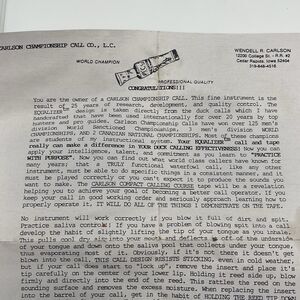 CARLSON CHAMPIONSHIP CALL CO., L.C.
WENDELL R. CARLSON
12200 College St. - R.R. #3
Cedar Rapids, Iowa 52404
319-848-4516
WORLD CHAMPION
PROFESSIONAL QUALITY
CONGRATULATIONS!!!
You are the owner of a CARLSON CHAMPIONSHIP CALL. This fine instrument is the
result of 25 years of research, development, and quality control. The
EQUALIZER design is taken directly from the duck calls which I have
handcrafted that have been used internationally for over 20 years by top
hunters and pro guides. Carlson Championship Calls have won over 125 men's
division World Sanctioned Championships, 3 men's division WORLD
CHAMPIONSHIPS, AND 2 CANADIAN NATIONAL CHAMPIONSHIPS. Most of these champions
are students of my instruction system. Your EQUALIZER call and tape
really can make a difference in YOUR DUCK CALLING EFFECTIVENESS! Now you can
apply your intelligence, talent, and competitiveness, as you learn to "PRACTICE
WITH PURPOSE". Now you can find out what world class callers have known for
many years; that a TRULY functional waterfowl call, like any other
instrument, must be able to do specific things in a consistent manner, and it
must be played correctly or you can't expect it to produce the sounds you
want to make. The CARLSON COMPACT CALLING COURSE tape will be a revelation
helping you to achieve your goal of becoming a better call operator. If you
keep your call in good working order and seriously approach learning how to
properly operate it, IT WILL DO ALL OF THE THINGS I DEMONSTRATE ON THE TAPE.
No instrument will work correctly if you blow it full of dirt and spit.
Practice saliva control: if you have a problem of blowing spit into a call
develop the habit of slightly lifting the tip of your tongue as you inhale.
This pulls cool dry air into your mouth and deflects it off of the underside
of your tongue and down onto the saliva pool that collects under your tongue,
thus evaporating most of it. Obviously, if it's not there it doesn't get
blown into the call. THIS CALL DESIGN RESISTS STICKING, even in cold weather,
but if your call does start to "lock up", remove the insert and place it's
tip carefully on the center of your lower lip. Holding it reed side up, blow
firmly and directly into the end of the reed. This rattles the reed on the
sounding surface and removes the excess moisture. When replacing the insert
into the barrel of your call, get in the habit of HOLDING THE REED TIP